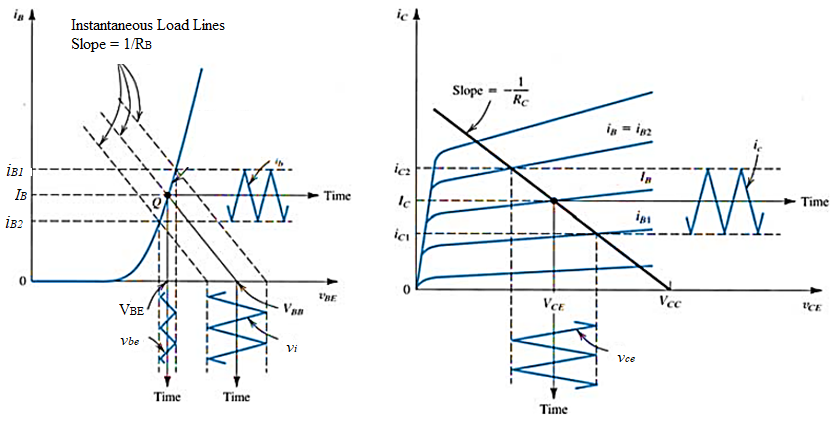 iB
Instantaneous Load Lines
Slope = 1/RB
iB1
ib
IB
Q
Time
iB2
0
vBE
VBE
VBB
vbe
vi
Time
Time
iC
Slope = - 1/RC
iB = iB2
iC2
IB
ic
IC
Time
iB1
iC1
0
VCE
VCC
vCE
vce
Time